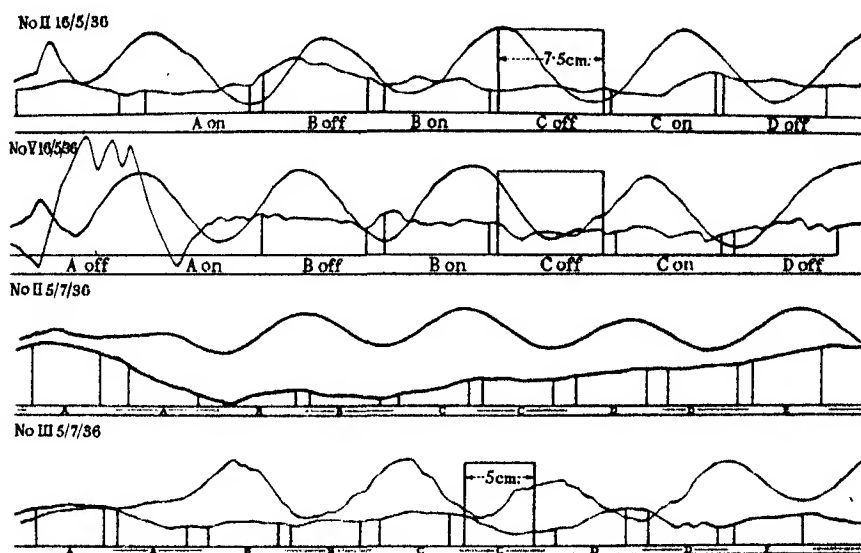 No II 16/5/36
7·5cm.
A on B off B on C off C on D off
No V 16/5/36
A off A on B off B on C off C on D off
No II 5/7/36
A A B B C C D D E
No III 5/7/36
5cm.
A A B B C C D D E